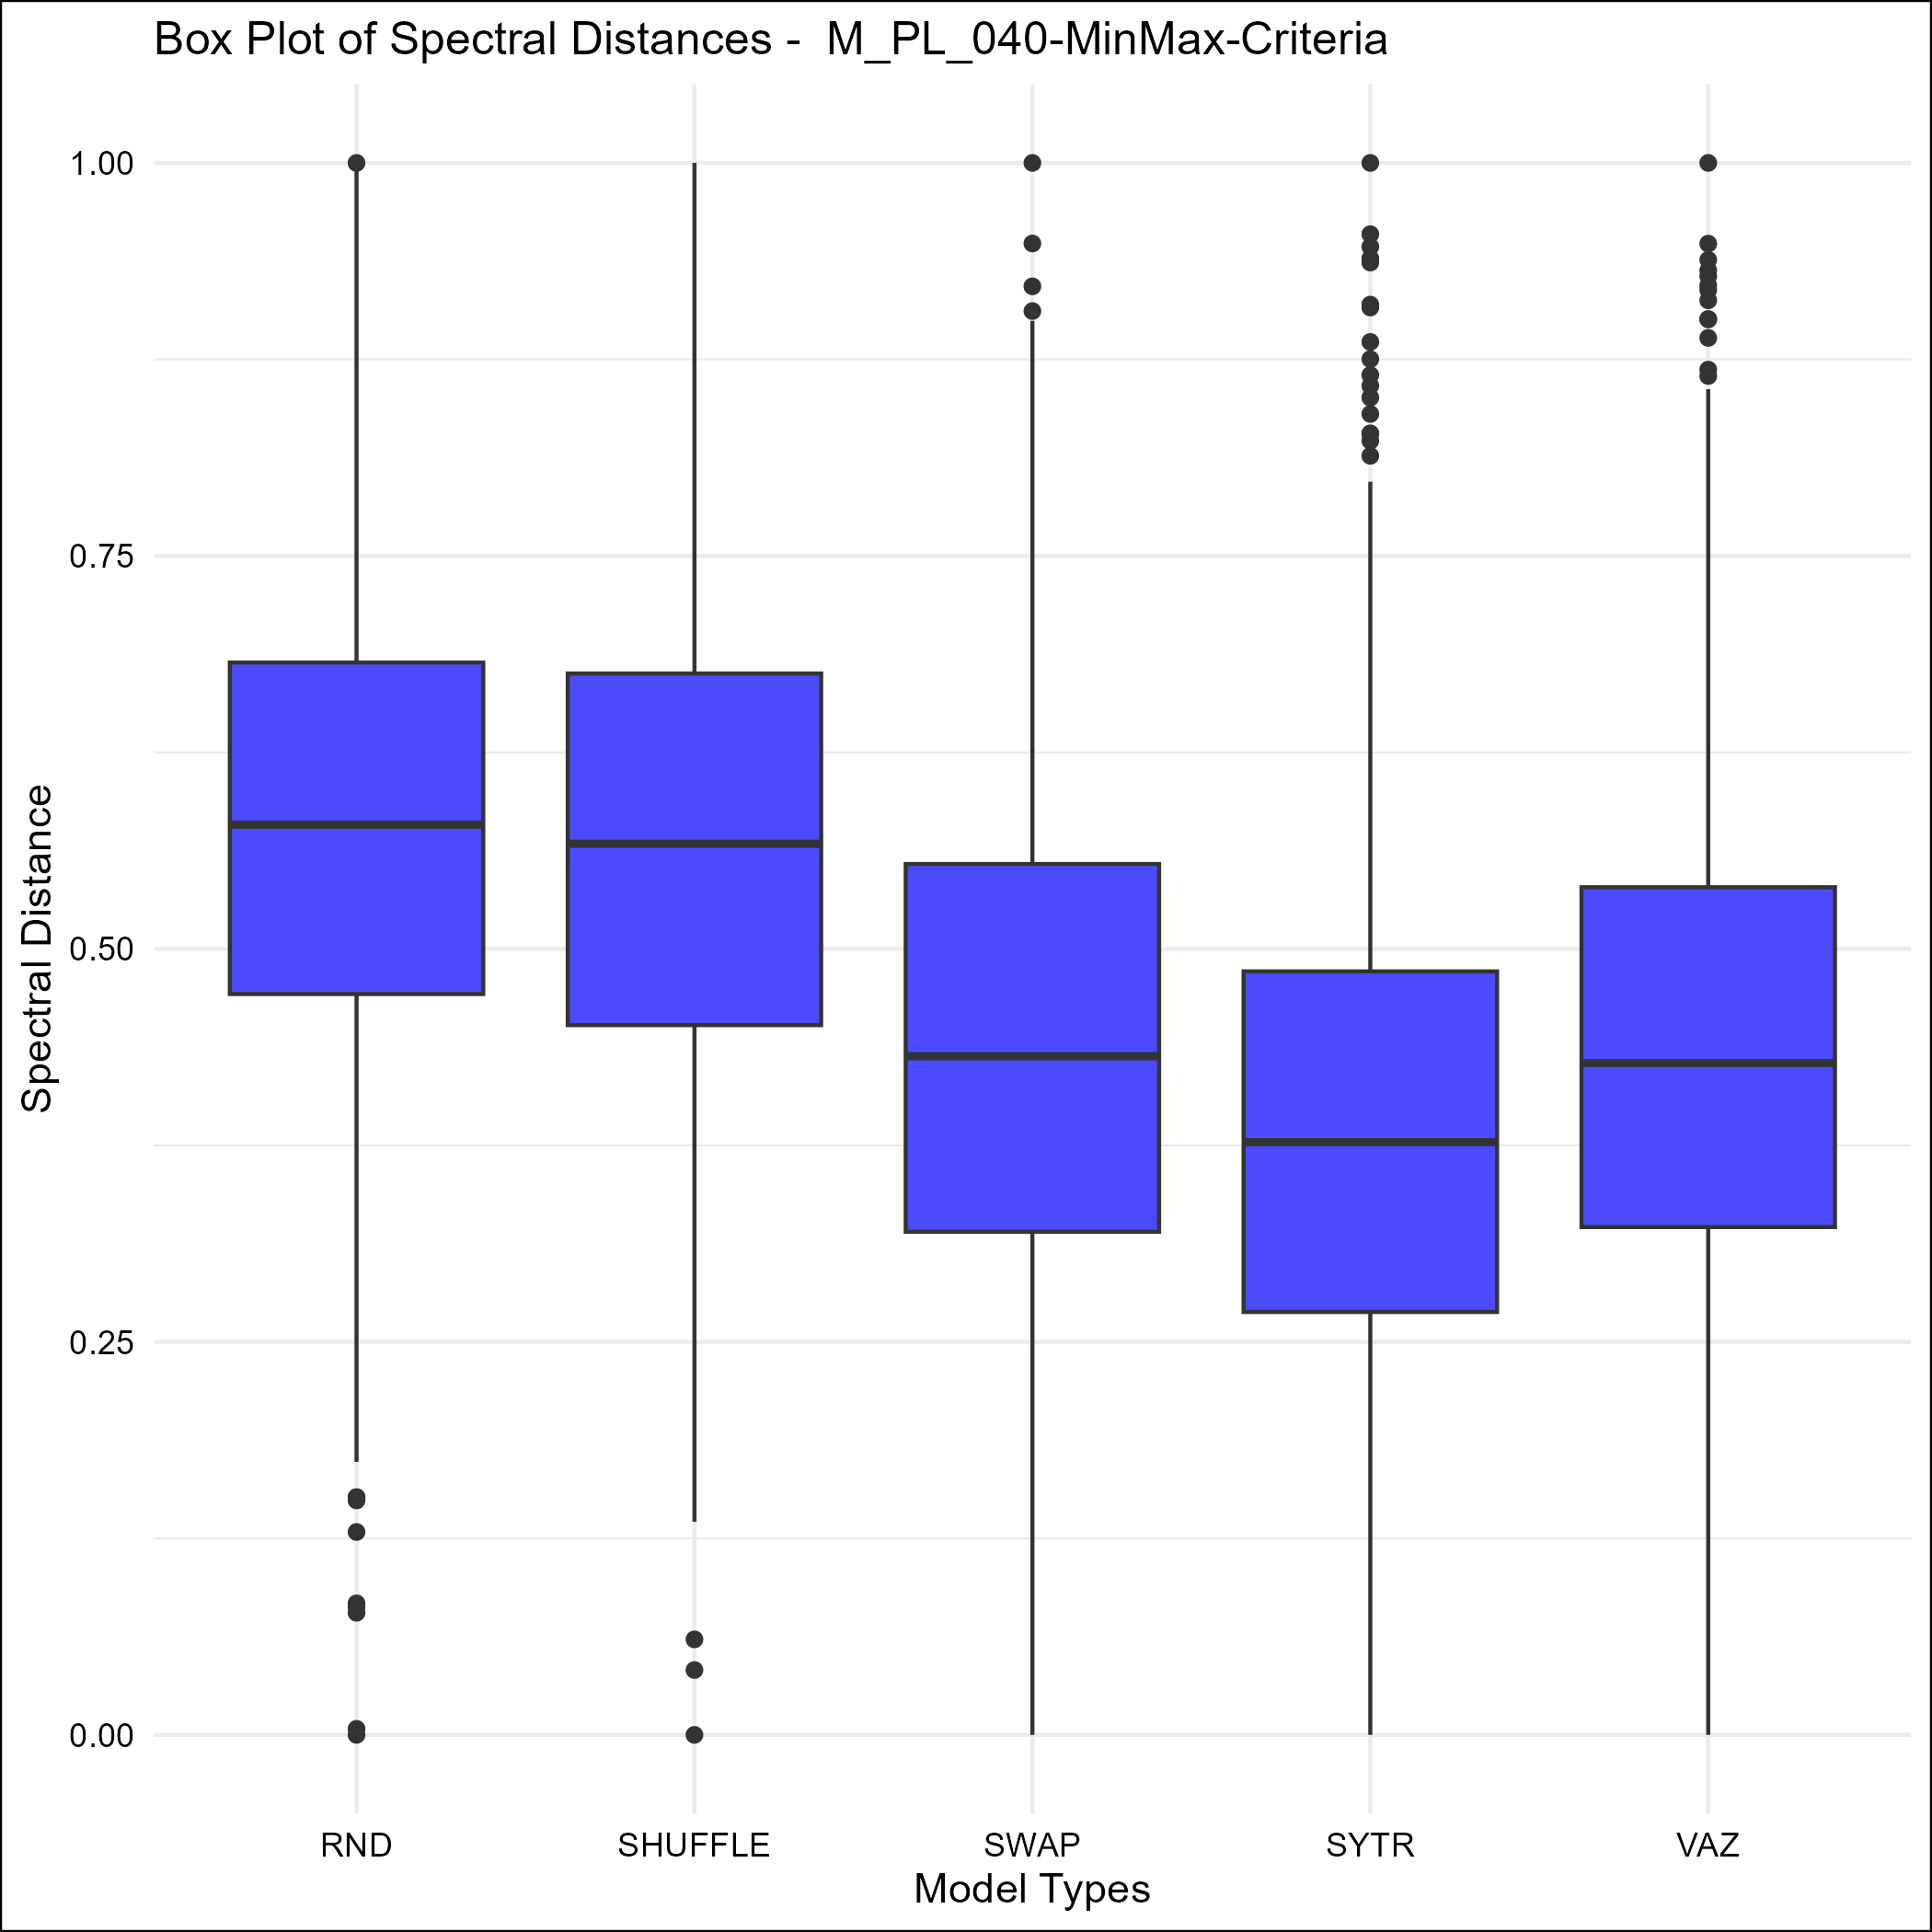 Box Plot of Spectral Distances -  M_PL_040-MinMax-Criteria
1.00
0.75
0.50
0.25
0.00
Spectral Distance
RND SHUFFLE SWAP SYTR VAZ
Model Types